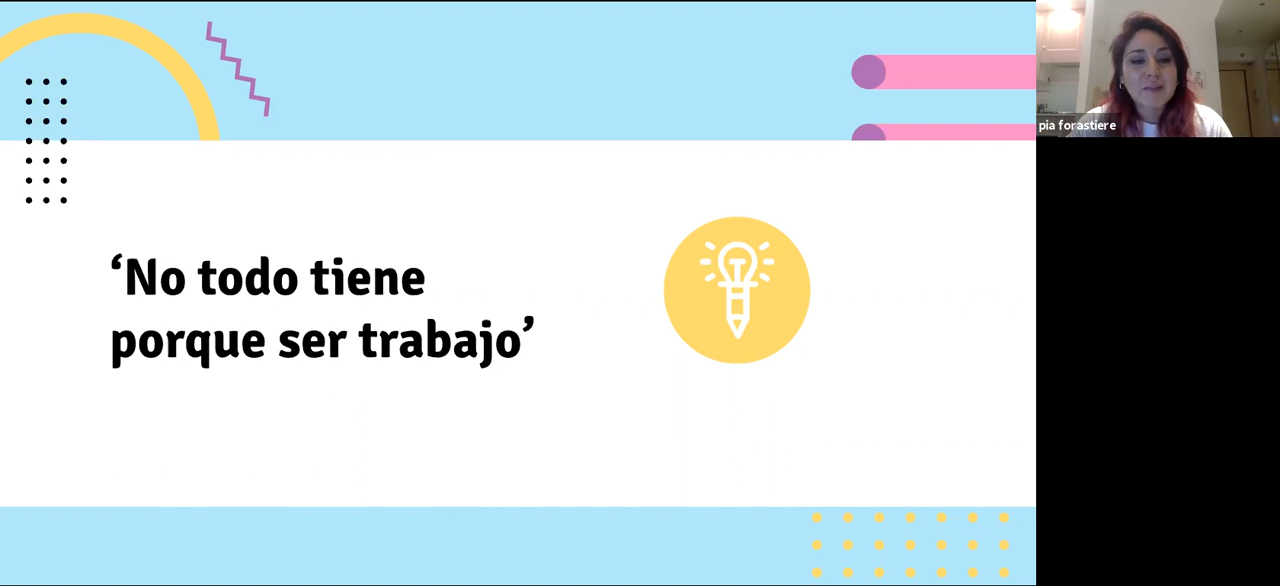 ‘No todo tiene
porque ser trabajo’
pia forastiere